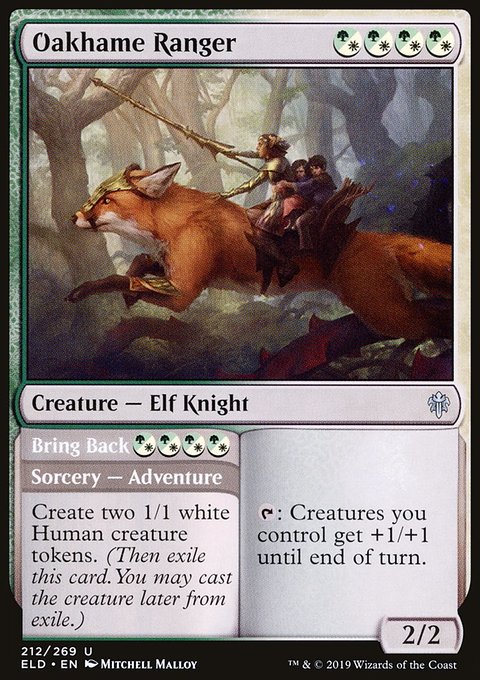 Oakhame Ranger
Creature — Elf Knight
Bring Back
Sorcery — Adventure
Create two 1/1 white
Human creature
tokens. (Then exile
this card. You may cast
the creature later from
exile.)
: Creatures you
control get +1/+1
until end of turn.
2/2
212/269 U
ELD • EN Mitchell Malloy
™ & © 2019 Wizards of the Coast